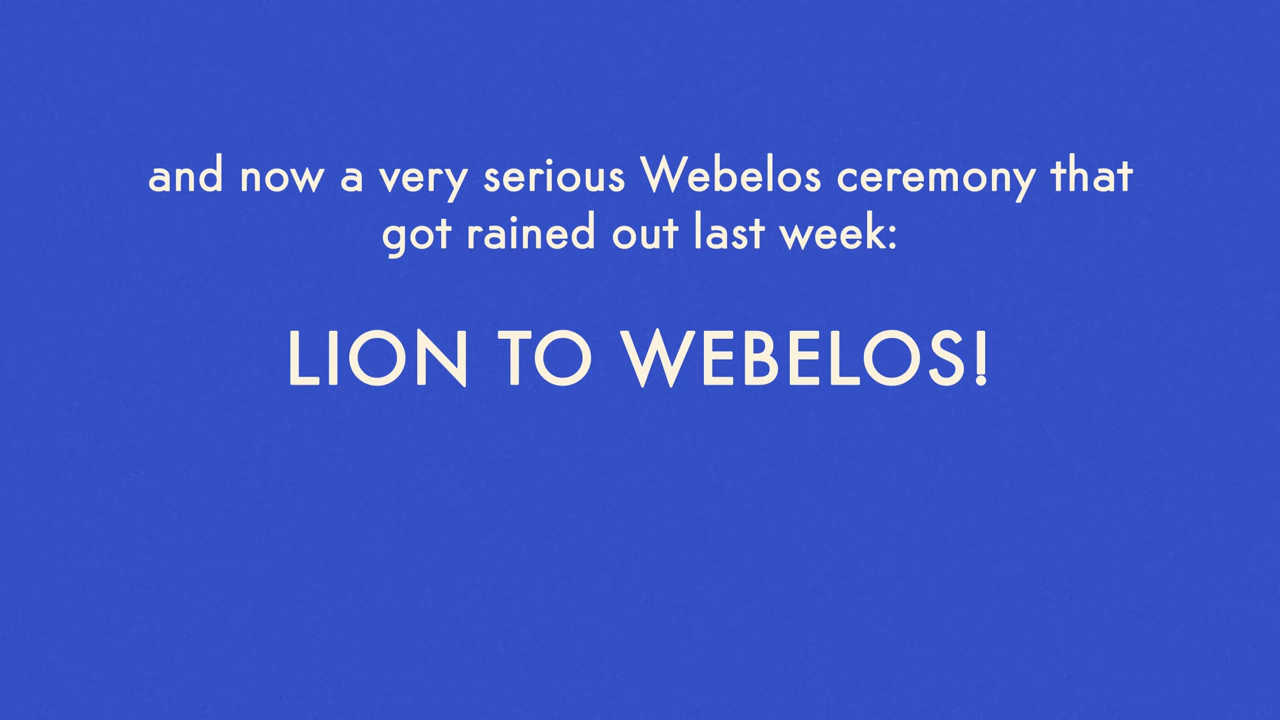 and now a very serious Webelos ceremony that
got rained out last week:
LION TO WEBELOS!